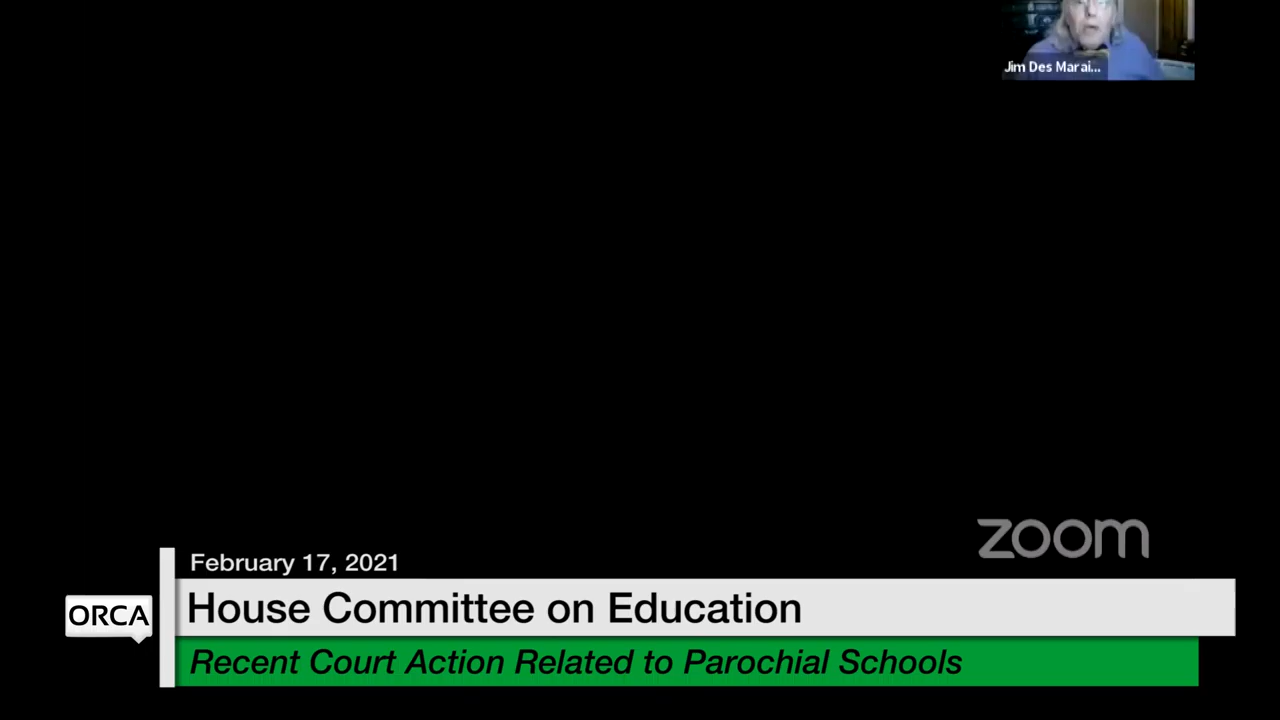 Jim Des Marai...
zoom
February 17, 2021
House Committee on Education
ORCA
Recent Court Action Related to Parochial Schools